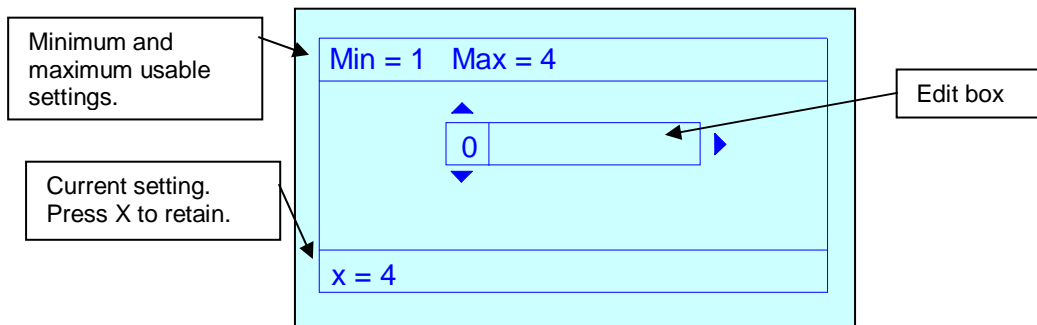 Minimum and
maximum usable
settings.
Min = 1 Max = 4
Edit box
0
Current setting.
Press X to retain.
x = 4